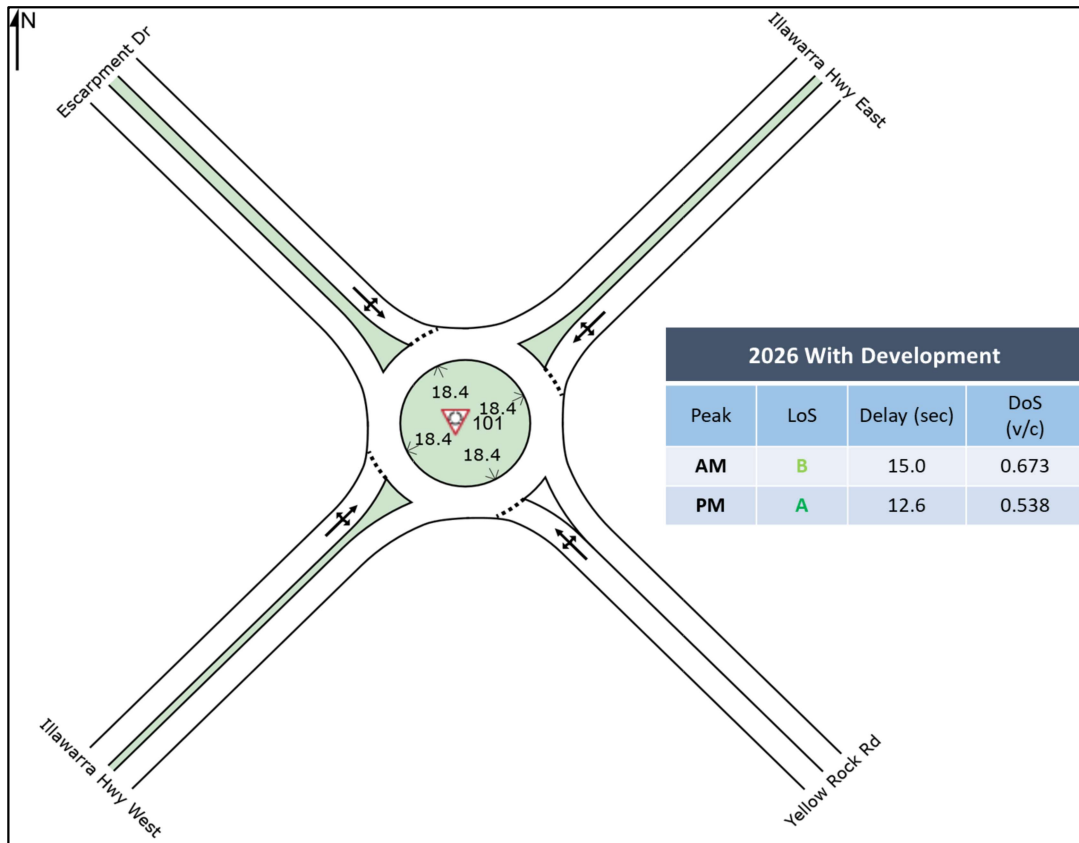 N
Escarpment Dr
Illawarra Hwy East
18.4
18.4
101
18.4
18.4
2026 With Development
Peak LoS Delay (sec) DoS (v/c)
AM B 15.0 0.673
PM A 12.6 0.538
Illawarra Hwy West
Yellow Rock Rd